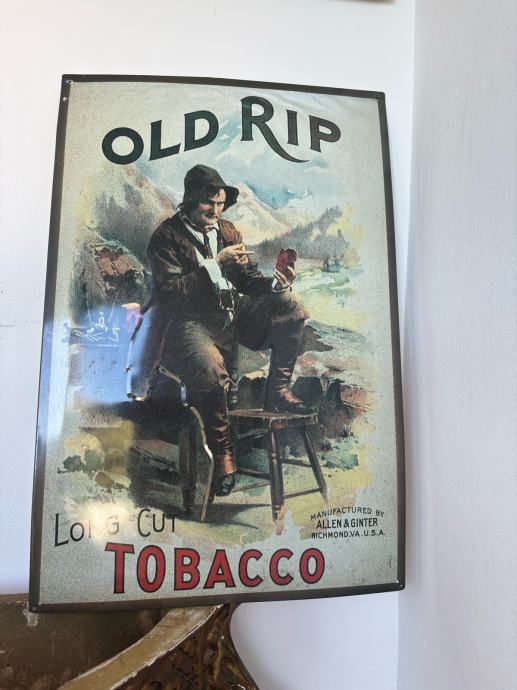 OLD RIP
LONG CUT
TOBACCO
MANUFACTURED BY
ALLEN & GINTER
RICHMOND, VA. U.S.A.